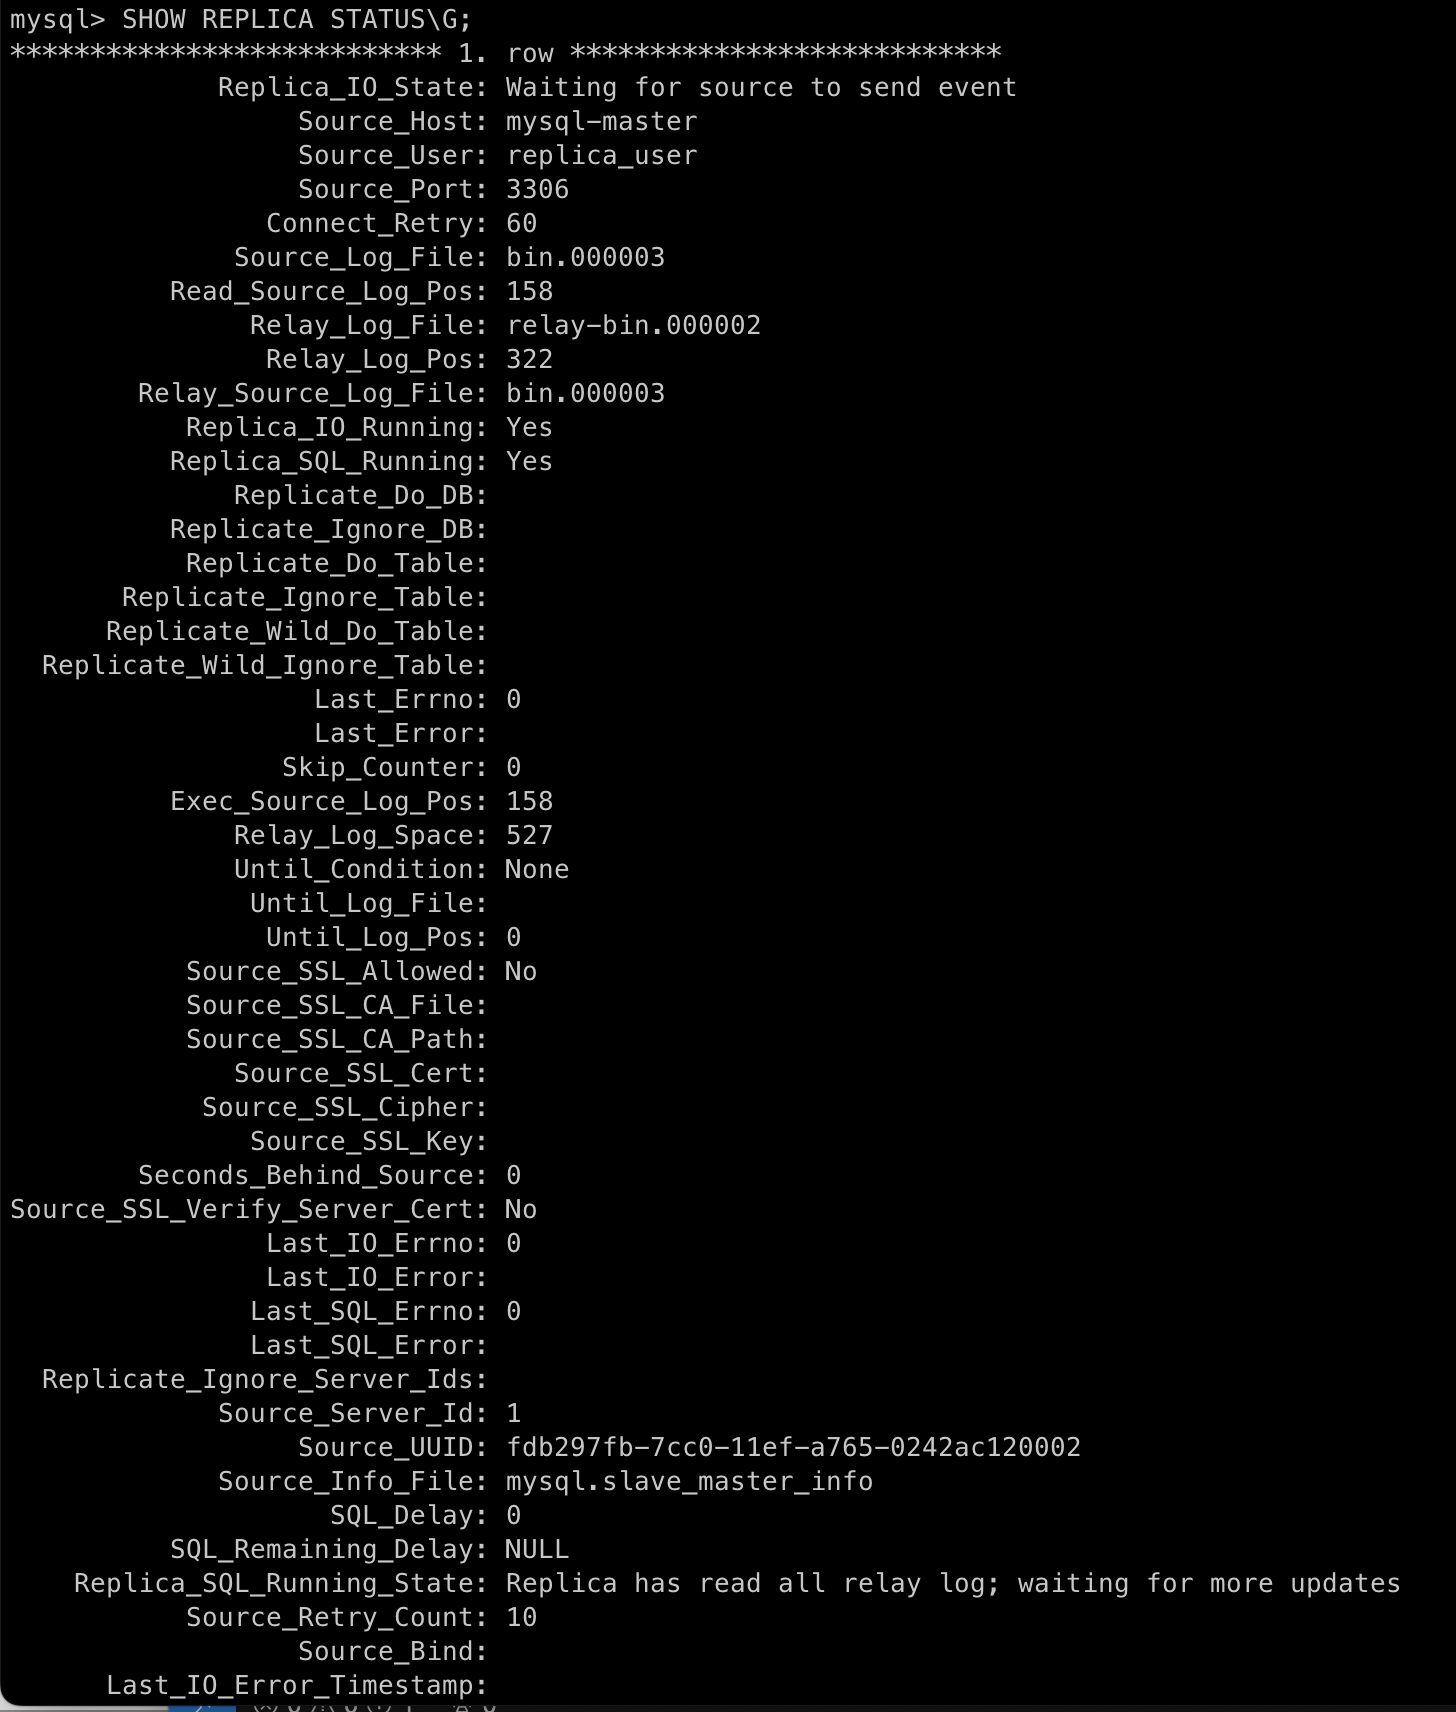 mysql> SHOW REPLICA STATUS\G;
*************************** 1. row ***************************
Replica_IO_State: Waiting for source to send event
Source_Host: mysql-master
Source_User: replica_user
Source_Port: 3306
Connect_Retry: 60
Source_Log_File: bin.000003
Read_Source_Log_Pos: 158
Relay_Log_File: relay-bin.000002
Relay_Log_Pos: 322
Relay_Source_Log_File: bin.000003
Replica_IO_Running: Yes
Replica_SQL_Running: Yes
Replicate_Do_DB:
Replicate_Ignore_DB:
Replicate_Do_Table:
Replicate_Ignore_Table:
Replicate_Wild_Do_Table:
Replicate_Wild_Ignore_Table:
Last_Errno: 0
Last_Error:
Skip_Counter: 0
Exec_Source_Log_Pos: 158
Relay_Log_Space: 527
Until_Condition: None
Until_Log_File:
Until_Log_Pos: 0
Source_SSL_Allowed: No
Source_SSL_CA_File:
Source_SSL_CA_Path:
Source_SSL_Cert:
Source_SSL_Cipher:
Source_SSL_Key:
Seconds_Behind_Source: 0
Source_SSL_Verify_Server_Cert: No
Last_IO_Errno: 0
Last_IO_Error:
Last_SQL_Errno: 0
Last_SQL_Error:
Replicate_Ignore_Server_Ids:
Source_Server_Id: 1
Source_UUID: fdb297fb-7cc0-11ef-a765-0242ac120002
Source_Info_File: mysql.slave_master_info
SQL_Delay: 0
SQL_Remaining_Delay: NULL
Replica_SQL_Running_State: Replica has read all relay log; waiting for more updates
Source_Retry_Count: 10
Source_Bind:
Last_IO_Error_Timestamp: